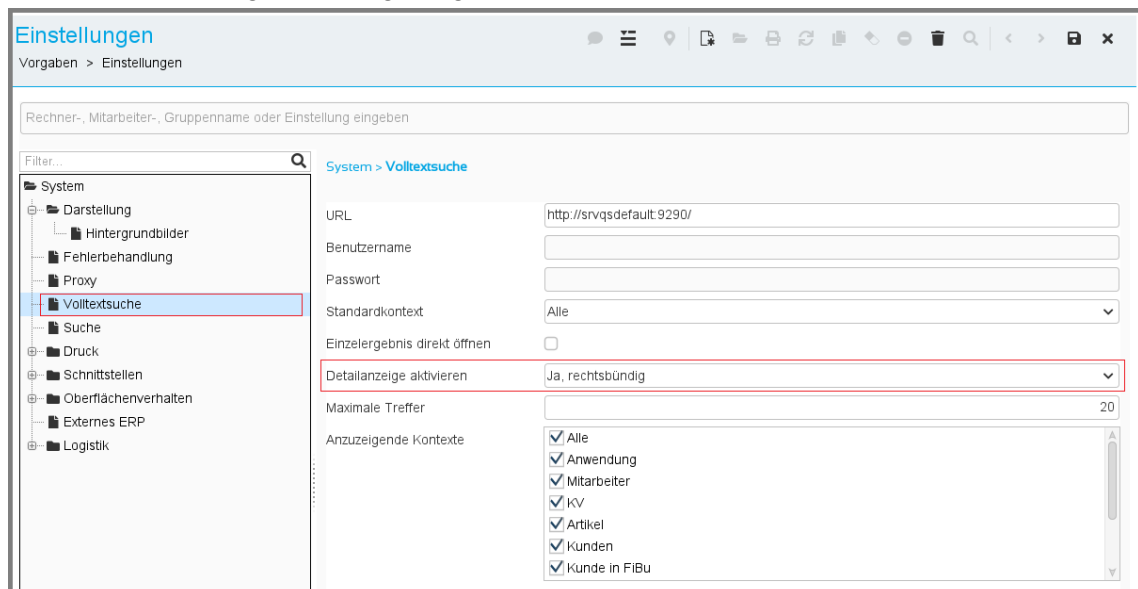 Einstellungen
Vorgaben > Einstellungen
Rechner-, Mitarbeiter-, Gruppenname oder Einstellung eingeben
Filter...
System
Darstellung
Hintergrundbilder
Fehlerbehandlung
Proxy
Volltextsuche
Suche
Druck
Schnittstellen
Oberflächenverhalten
Externes ERP
Logistik
System > Volltextsuche
URL http://srvqsdefault:9290/
Benutzername
Passwort
Standardkontext Alle
Einzelergebnis direkt öffnen
Detailanzeige aktivieren Ja, rechtsbündig
Maximale Treffer 20
Anzuzeigende Kontexte Alle
Anwendung
Mitarbeiter
KV
Artikel
Kunden
Kunde in FiBu